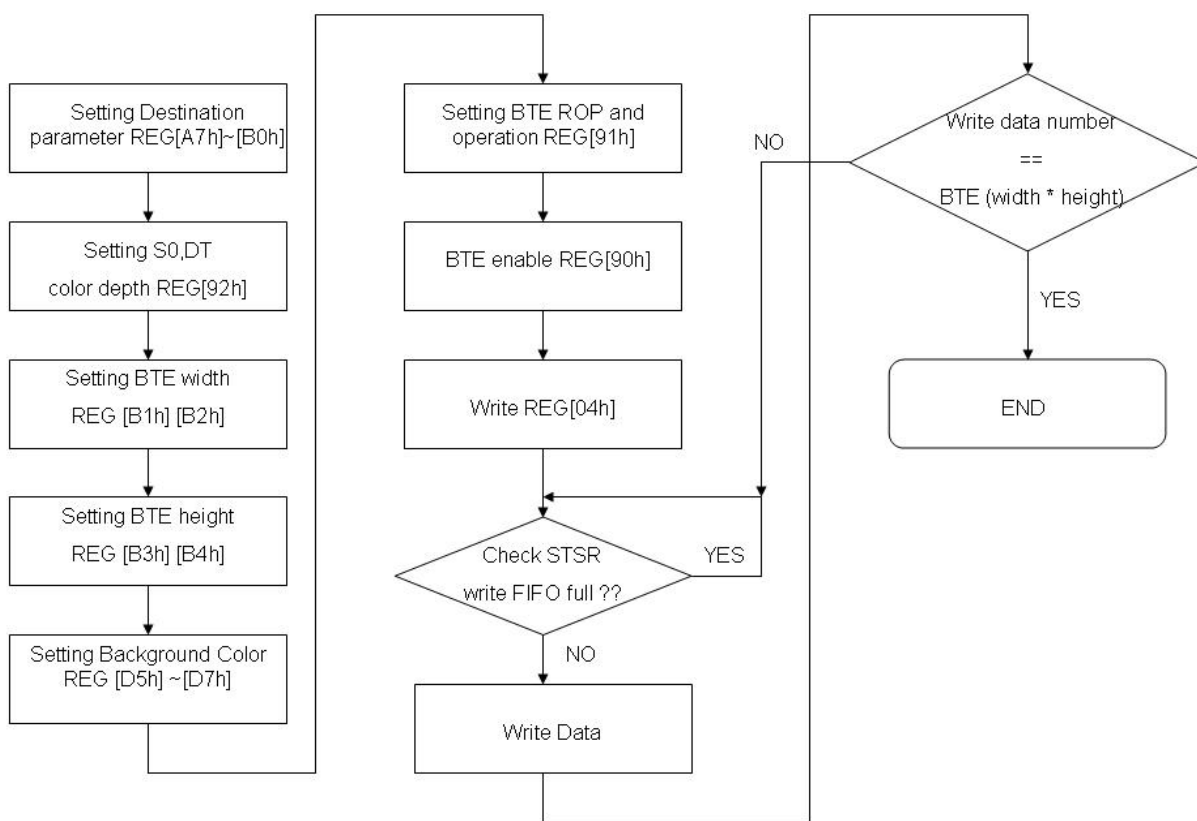 Setting Destination
parameter REG[A7h]~[B0h]
Setting S0,DT
color depth REG[92h]
Setting BTE width
REG [B1h] [B2h]
Setting BTE height
REG [B3h] [B4h]
Setting Background Color
REG [D5h] ~[D7h]
Setting BTE ROP and
operation REG[91h]
BTE enable REG[90h]
Write REG[04h]
Check STSR
write FIFO full ??
YES
NO
Write Data
Write data number
==
BTE (width * height)
NO
YES
END